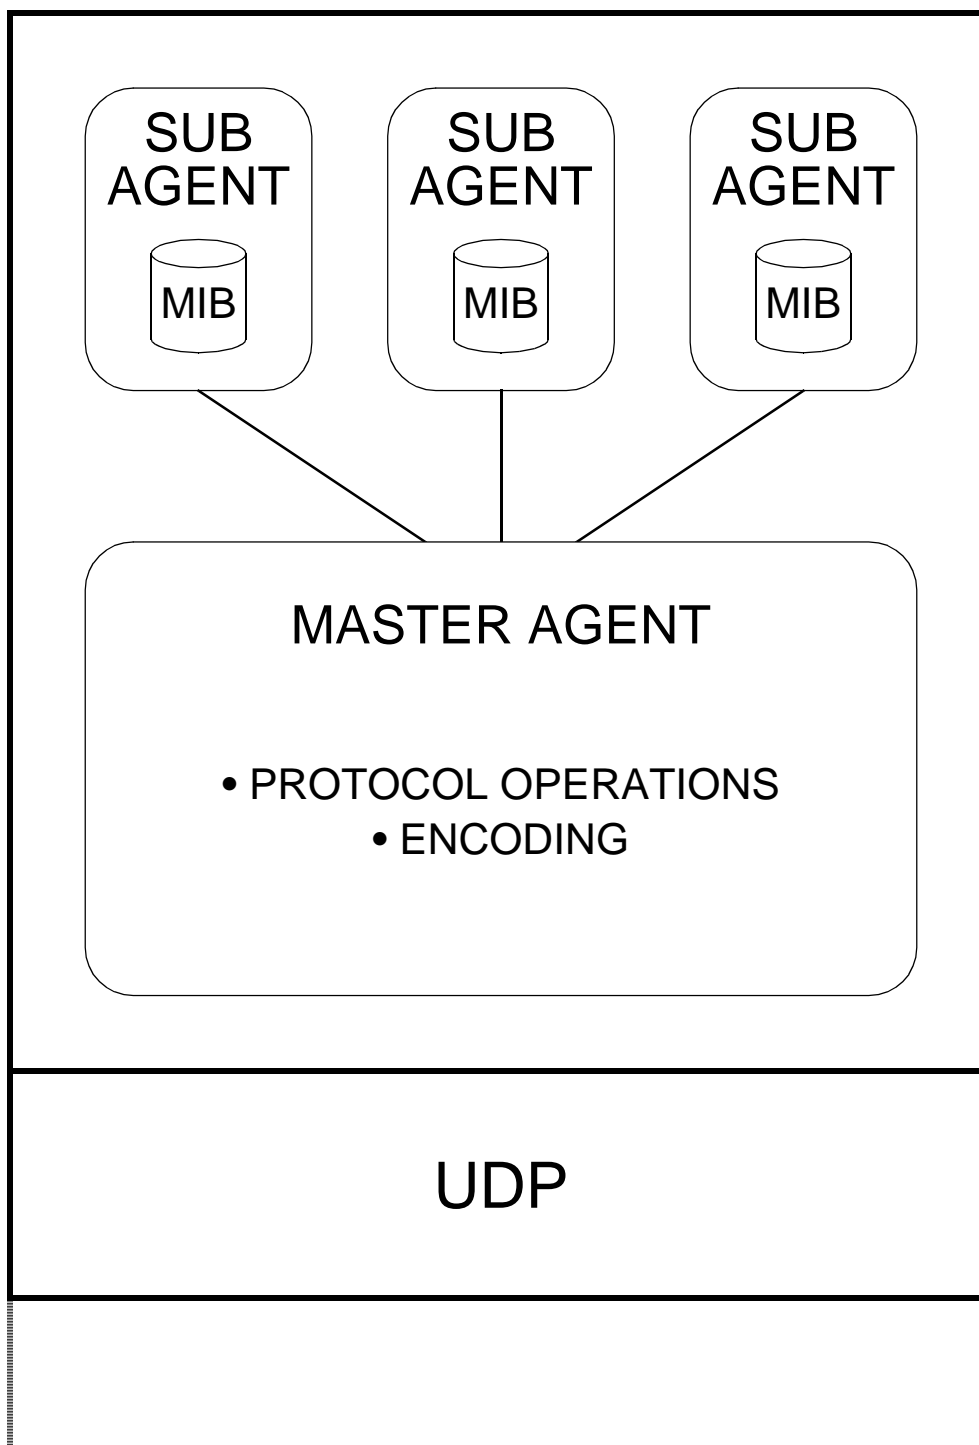 SUB AGENT
MIB
SUB AGENT
MIB
SUB AGENT
MIB
MASTER AGENT
• PROTOCOL OPERATIONS
• ENCODING
UDP